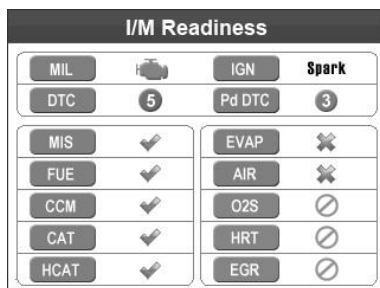 I/M Readiness
MIL IGN Spark
DTC 5 Pd DTC 3
MIS EVAP
FUE AIR
CCM O2S
CAT HRT
HCAT EGR